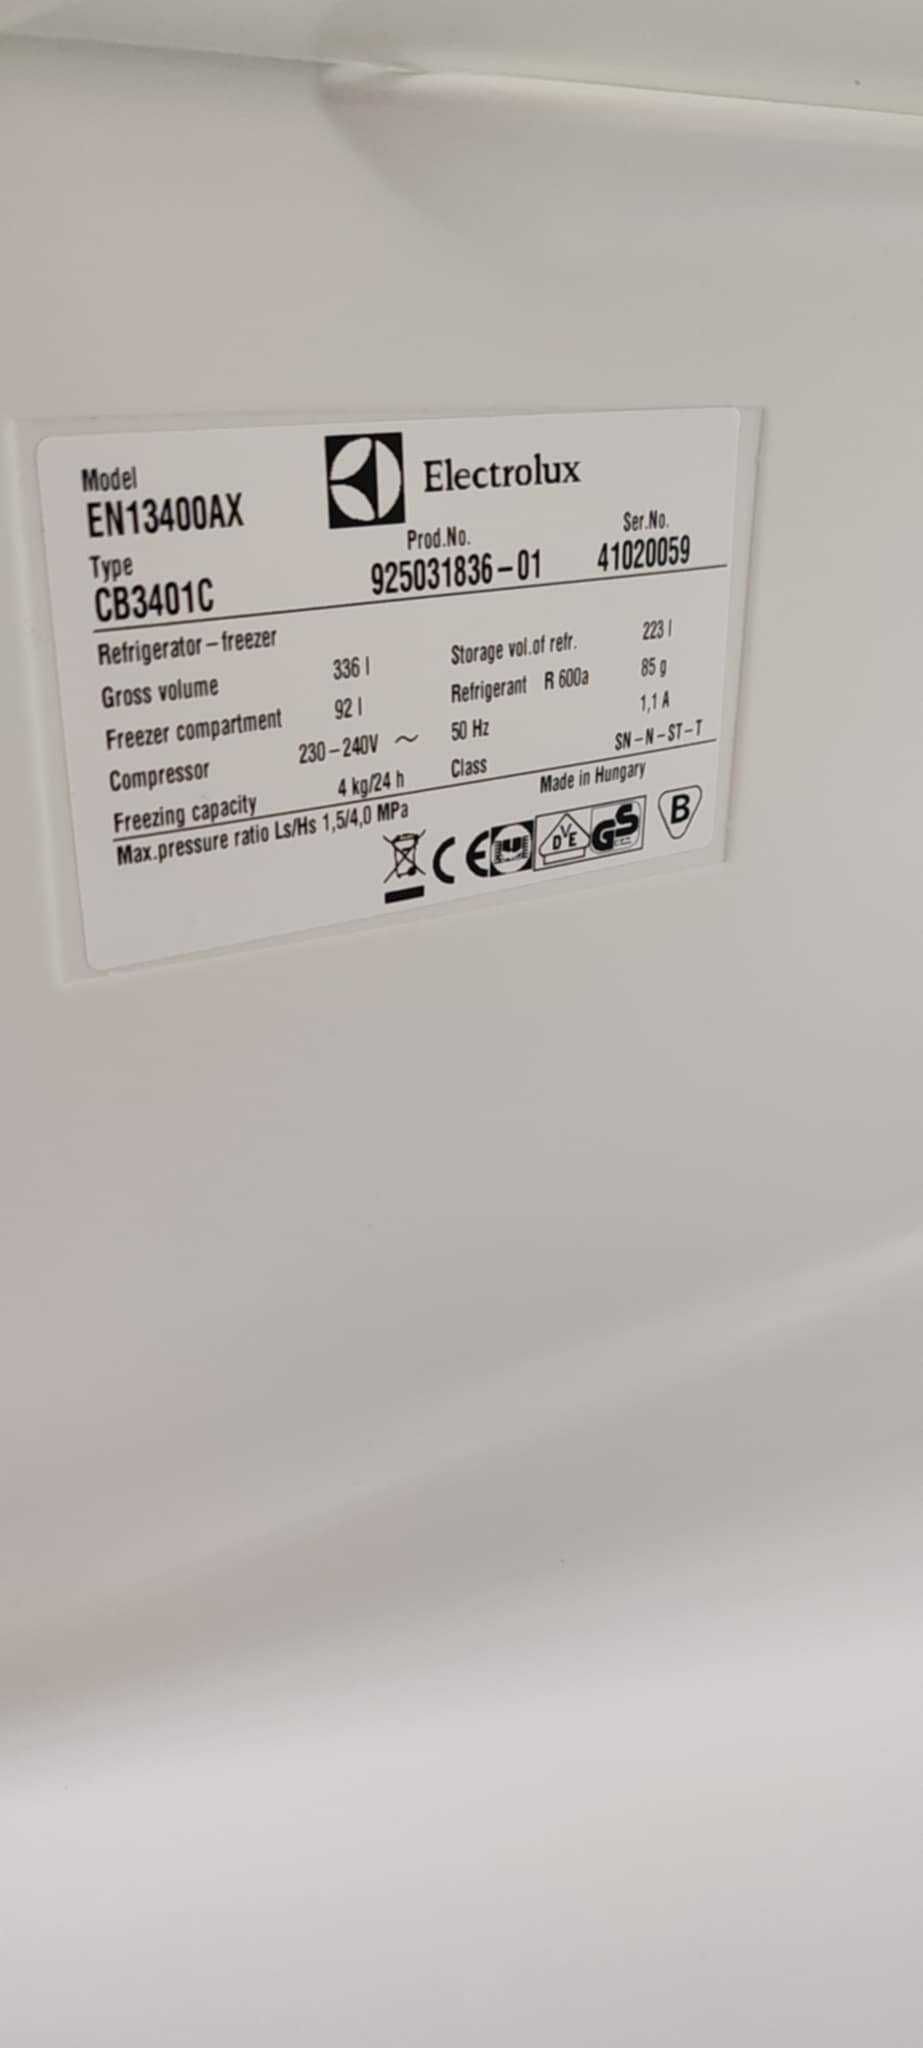 Model
EN13400AX
Electrolux
Type
CB3401C
Prod.No.
925031836-01
Ser.No.
41020059
Refrigerator-freezer
Gross volume 336 l Storage vol.of refr. 223 l
Freezer compartment 92 l Refrigerant R 600a 85 g
Compressor 230-240V ~ 50 Hz 1,1 A
Freezing capacity 4 kg/24 h Class SN-N-ST-T
Max.pressure ratio Ls/Hs 1,5/4,0 MPa Made in Hungary
CE DVE GS B